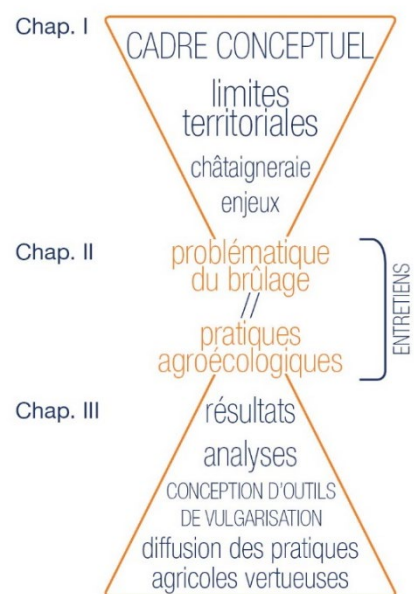 Chap. I
CADRE CONCEPTUEL
limites
territoriales
châtaigneraie
enjeux
Chap. II
problématique
du brûlage
//
pratiques
agroécologiques
ENTRETIENS
Chap. III
résultats
analyses
CONCEPTION D'OUTILS
DE VULGARISATION
diffusion des pratiques
agricoles vertueuses